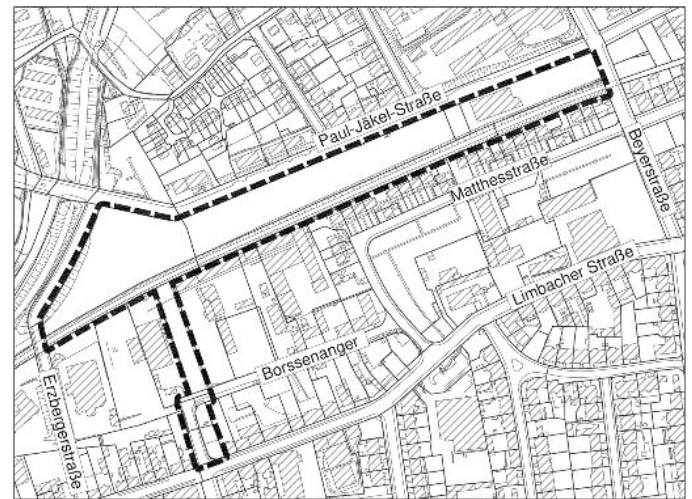 Paul-Jäkel-Straße
Beyerstraße
Matthesstraße
Limbacher Straße
Borssenanger
Erzbergerstraße